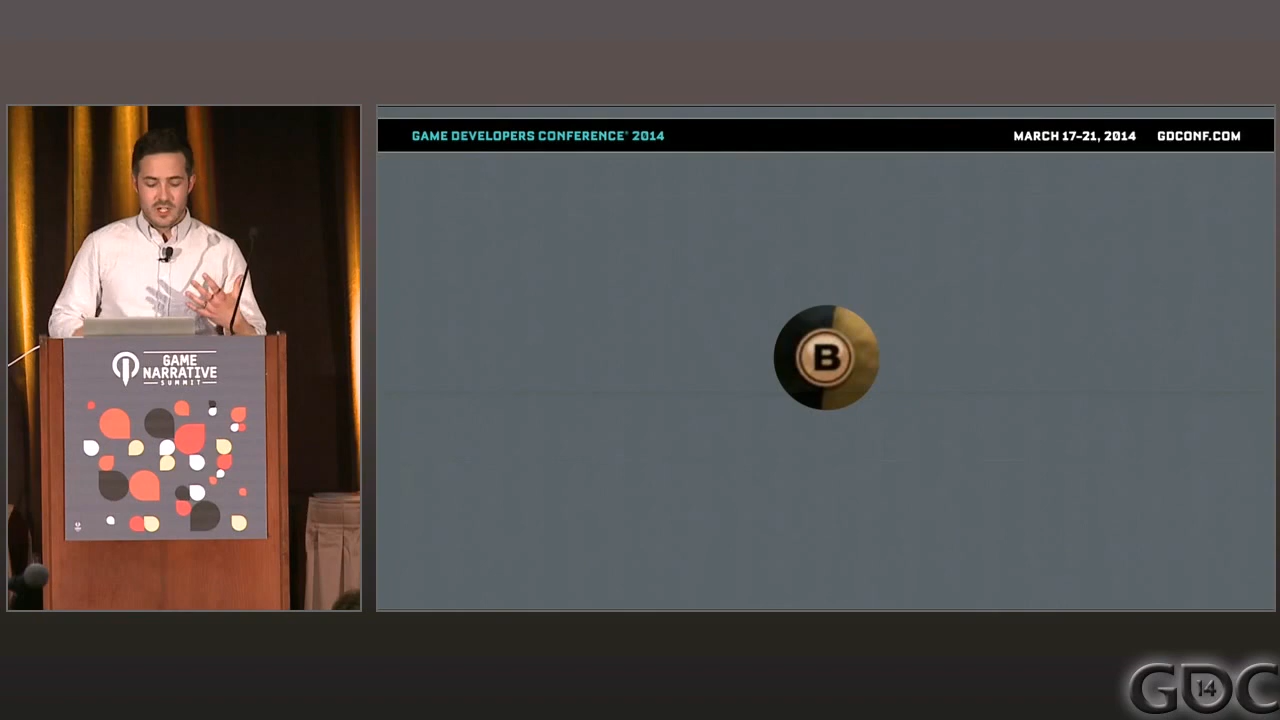 GAME DEVELOPERS CONFERENCE® 2014
MARCH 17–21, 2014 GDCONF.COM
B
GAME
NARRATIVE
SUMMIT
GDC
14